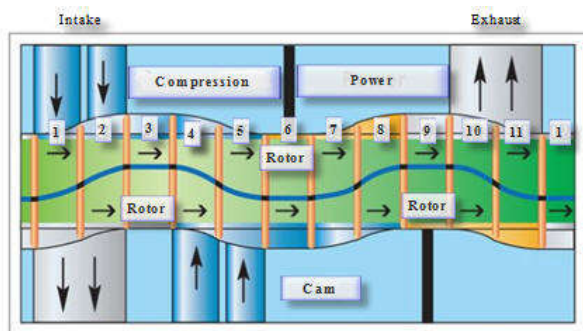 Intake Exhaust
Compression Power
1 2 3 4 5 6 7 8 9 10 11 1
Rotor
Rotor Rotor
Cam